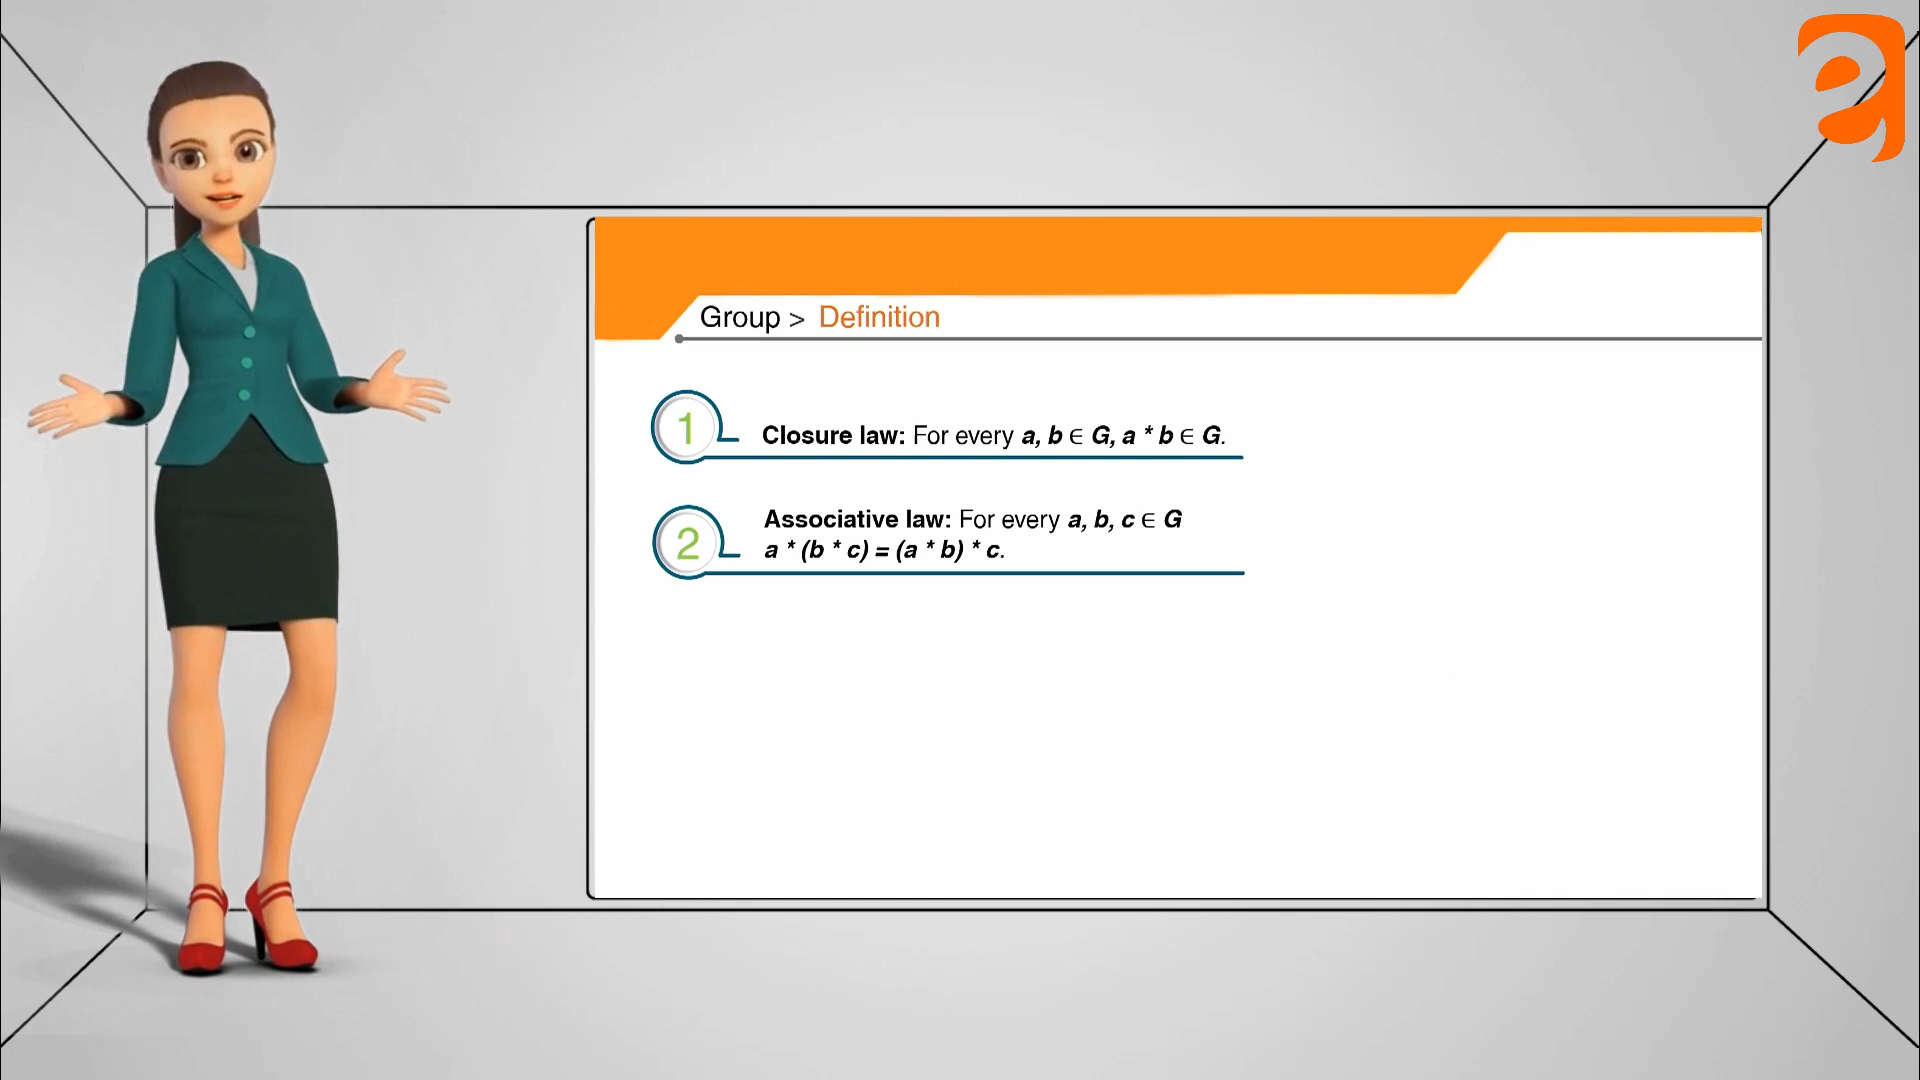 Group > Definition
1
Closure law: For every a, b ∈ G, a * b ∈ G.
2
Associative law: For every a, b, c ∈ G
a * (b * c) = (a * b) * c.